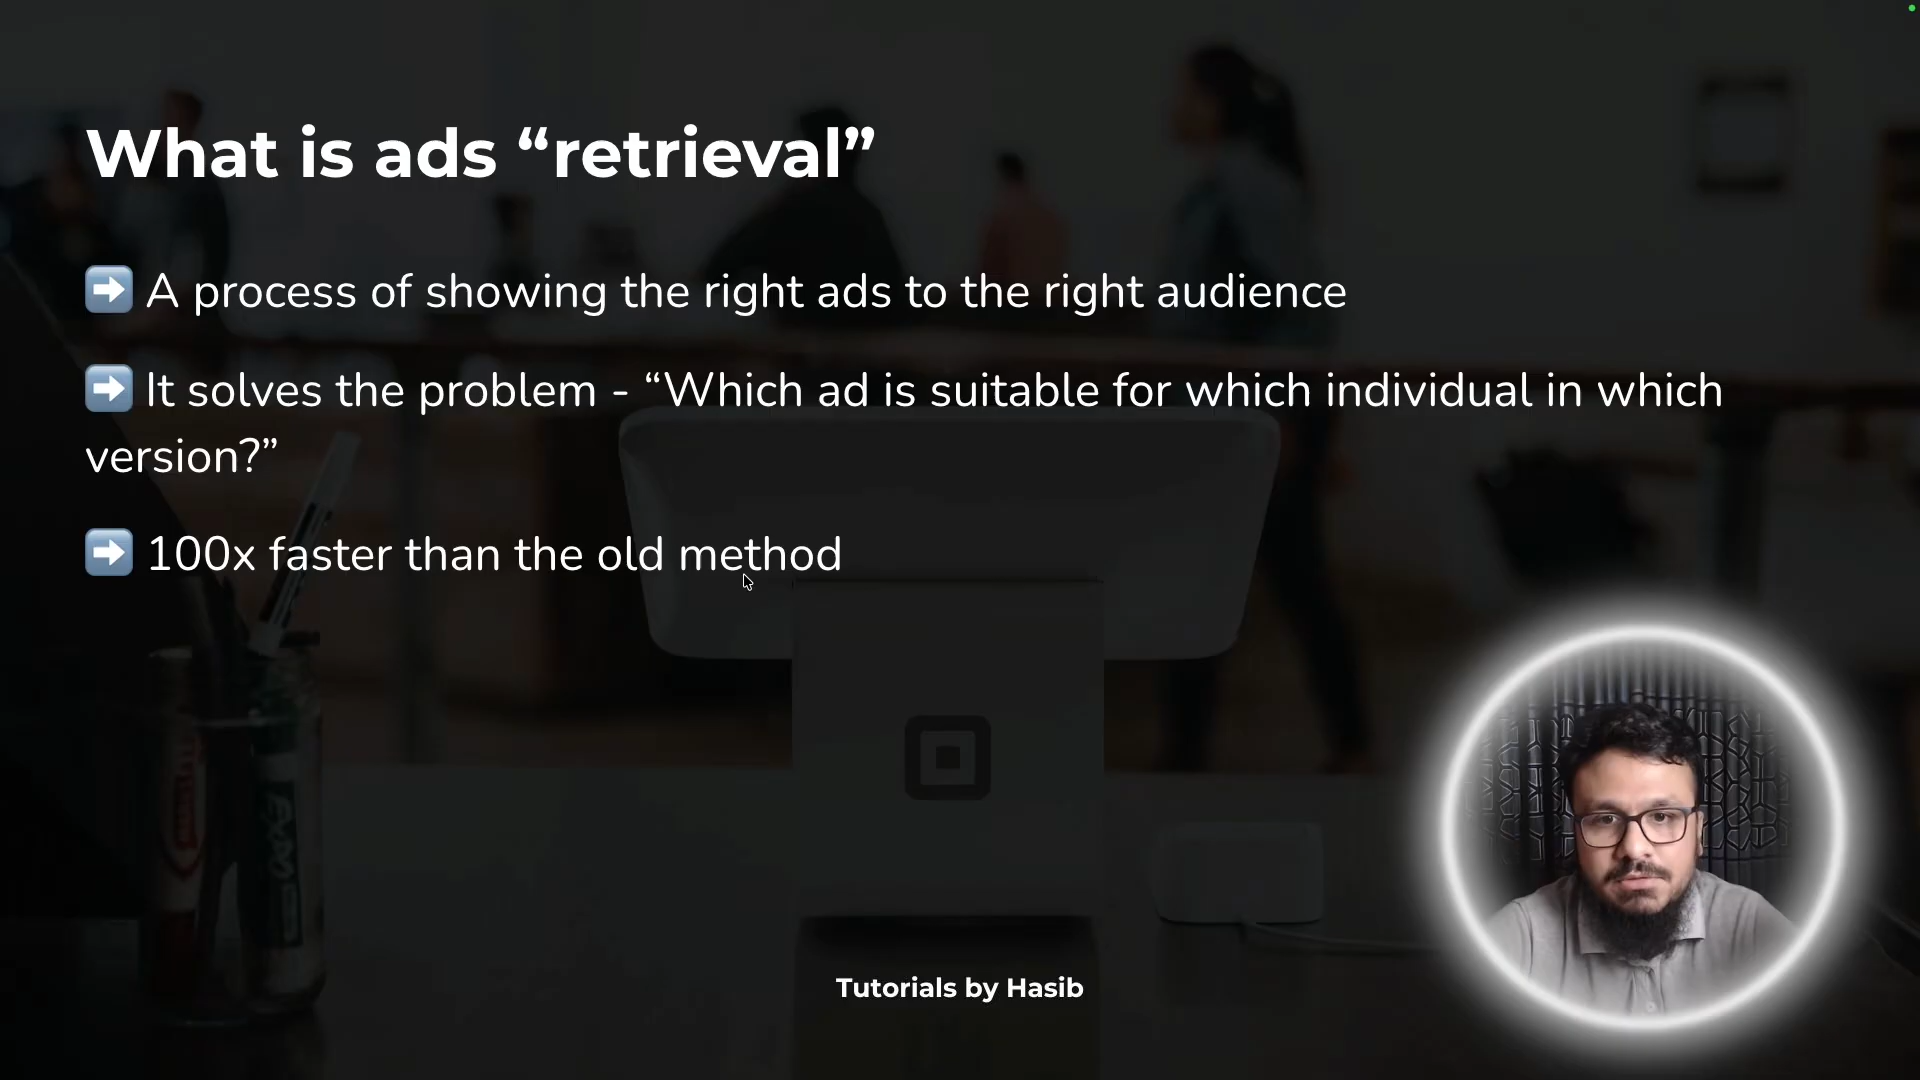 What is ads “retrieval”
➡️ A process of showing the right ads to the right audience
➡️ It solves the problem - “Which ad is suitable for which individual in which
version?”
➡️ 100x faster than the old method
EXPO
Tutorials by Hasib